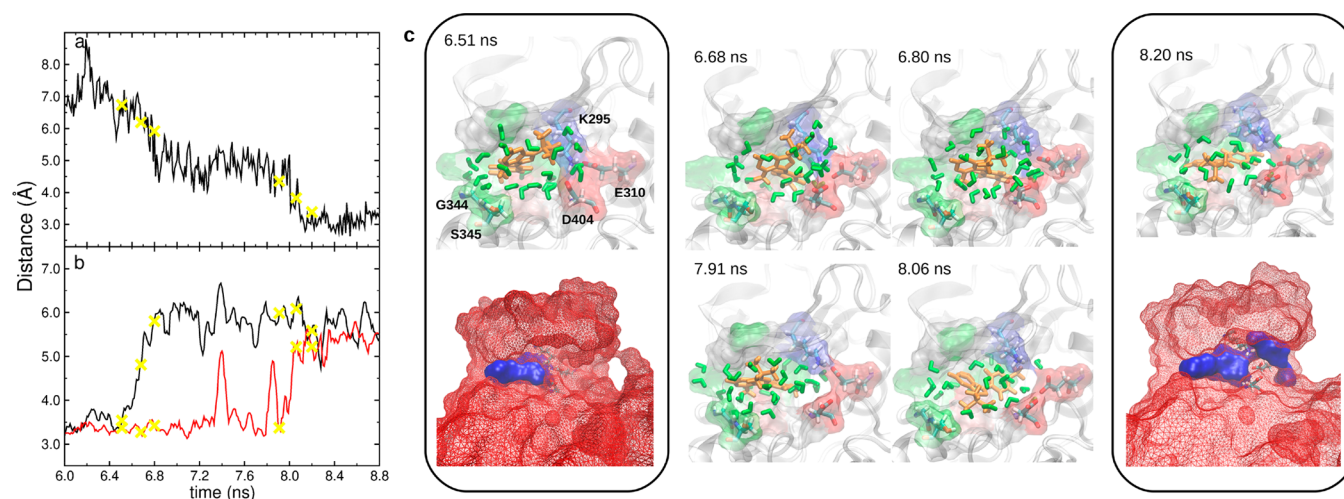 a
8.0
7.0
6.0
5.0
4.0
3.0
Distance (Å)
b
6.0
5.0
4.0
3.0
6.0 6.4 6.8 7.2 7.6 8.0 8.4 8.8
time (ns)
c
6.51 ns
K295
E310
G344
D404
S345
6.68 ns
6.80 ns
7.91 ns
8.06 ns
8.20 ns